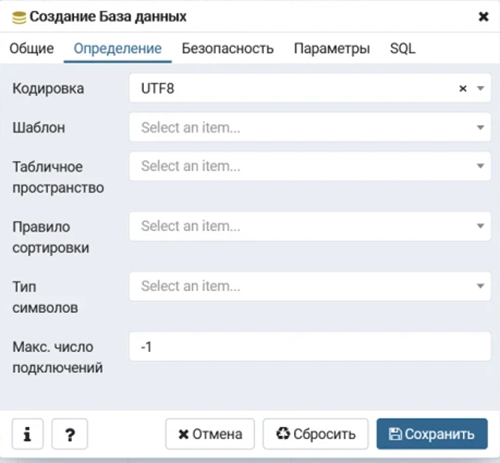 Создание База данных
Общие Определение Безопасность Параметры SQL
Кодировка UTF8
Шаблон Select an item...
Табличное Select an item...
пространство
Правило Select an item...
сортировки
Тип Select an item...
символов
Макс. число -1
подключений
i ? Отмена Сбросить Сохранить